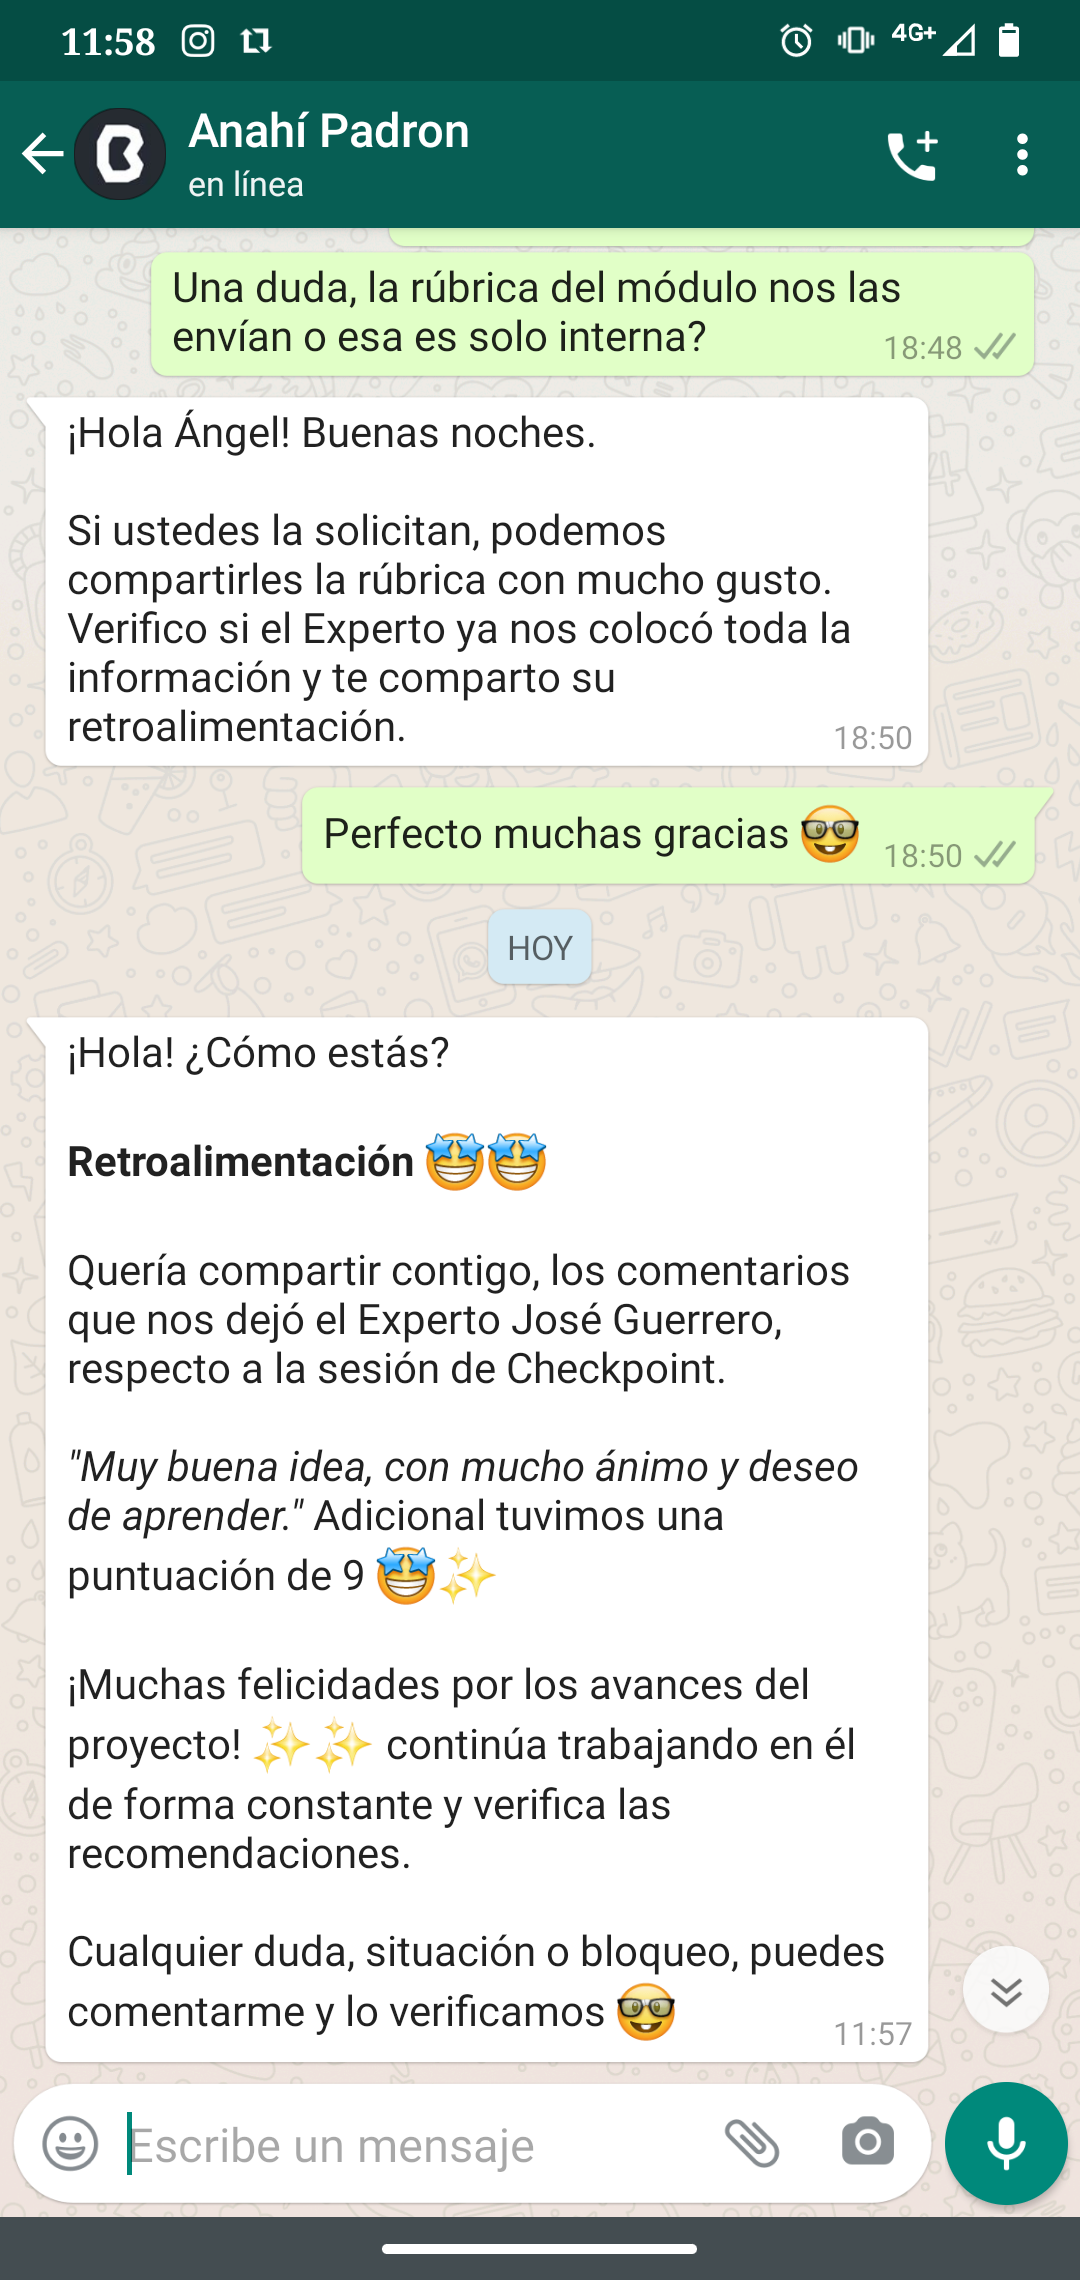 11:58
4G+
Anahí Padron
en línea
Una duda, la rúbrica del módulo nos las
envían o esa es solo interna?
18:48
¡Hola Ángel! Buenas noches.
Si ustedes la solicitan, podemos
compartirles la rúbrica con mucho gusto.
Verifico si el Experto ya nos colocó toda la
información y te comparto su
retroalimentación.
18:50
Perfecto muchas gracias 🤓
18:50
HOY
¡Hola! ¿Cómo estás?
Retroalimentación 🤩🤩
Quería compartir contigo, los comentarios
que nos dejó el Experto José Guerrero,
respecto a la sesión de Checkpoint.
"Muy buena idea, con mucho ánimo y deseo
de aprender." Adicional tuvimos una
puntuación de 9 🤩✨
¡Muchas felicidades por los avances del
proyecto! ✨✨ continúa trabajando en él
de forma constante y verifica las
recomendaciones.
Cualquier duda, situación o bloqueo, puedes
comentarme y lo verificamos 🤓
11:57
Escribe un mensaje